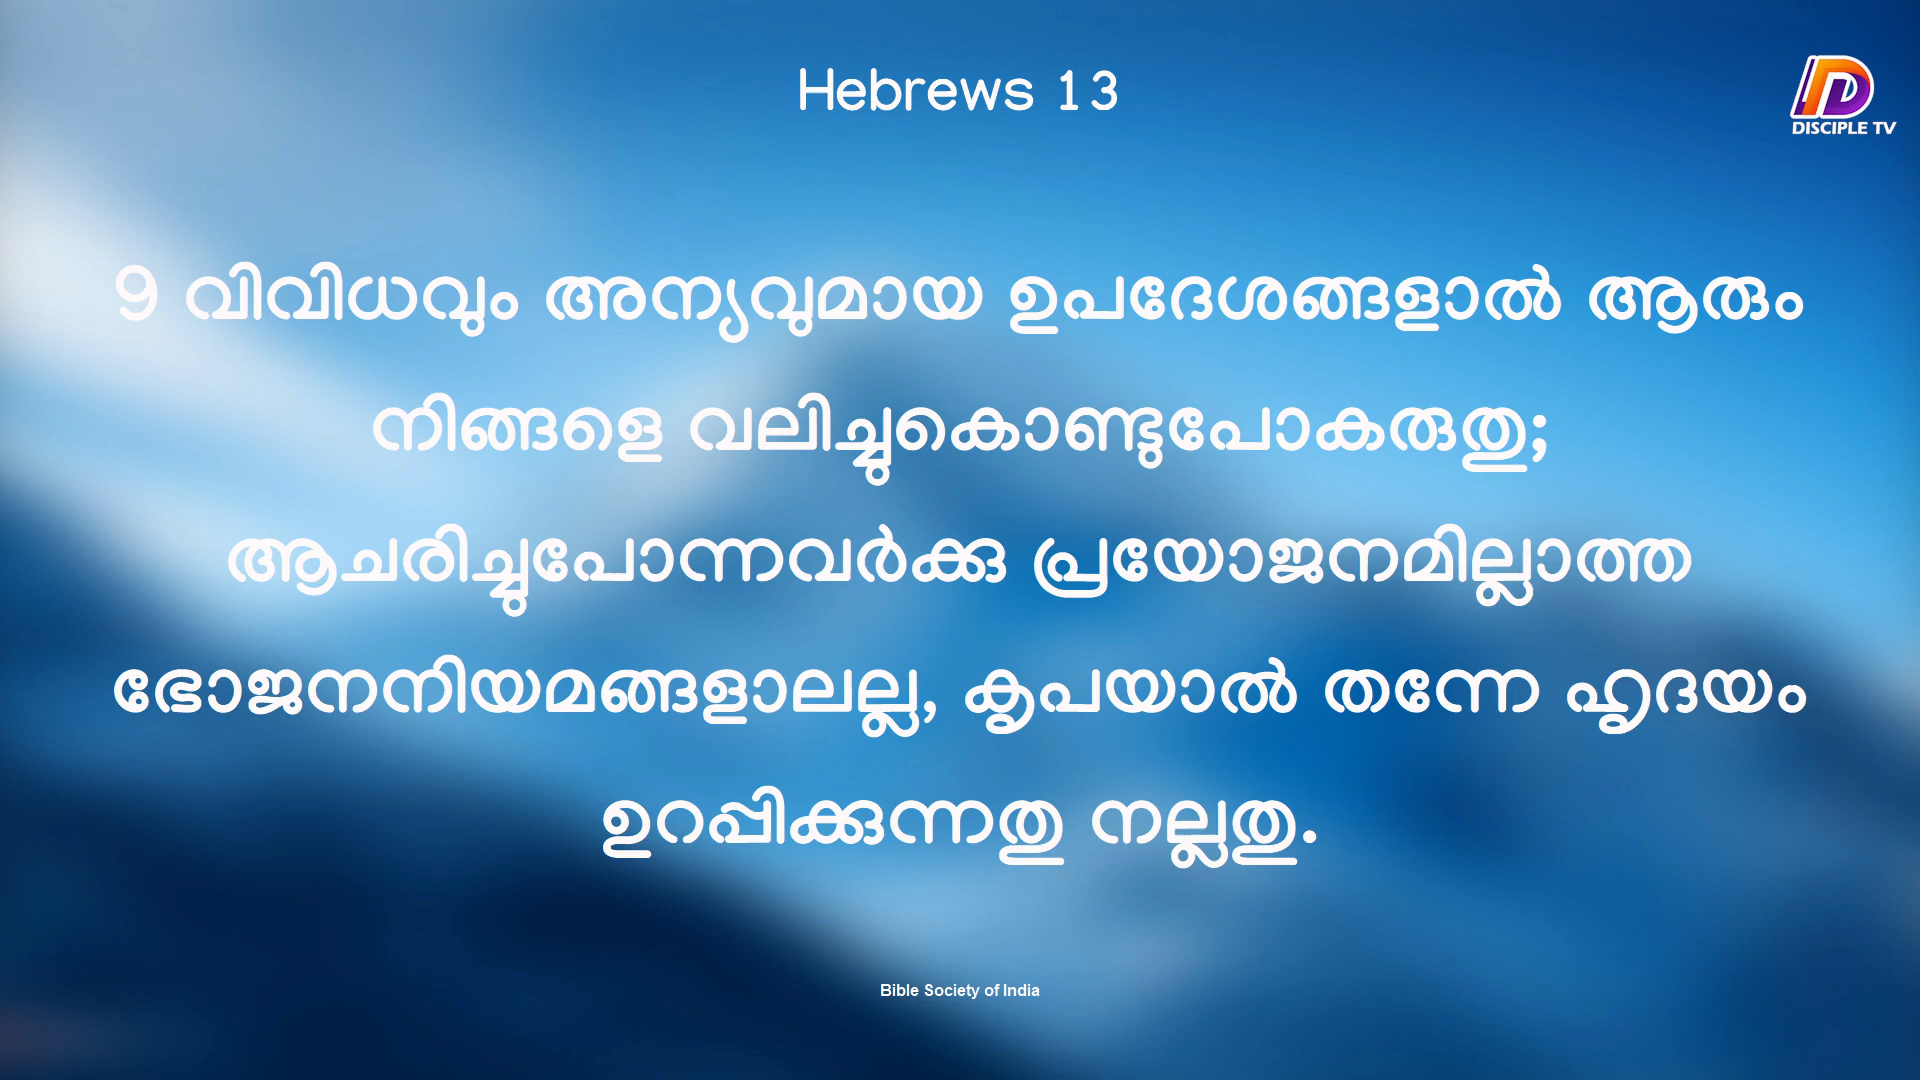 Hebrews 13
DISCIPLE TV
9 വിവിധവും അന്യവുമായ ഉപദേശങ്ങളാൽ ആരും
നിങ്ങളെ വലിച്ചുകൊണ്ടുപോകരുതു;
ആചരിച്ചുപോന്നവർക്കു പ്രയോജനമില്ലാത്ത
ഭോജനനിയമങ്ങളാലല്ല, കൃപയാൽ തന്നേ ഹൃദയം
ഉറപ്പിക്കുന്നതു നല്ലതു.
Bible Society of India